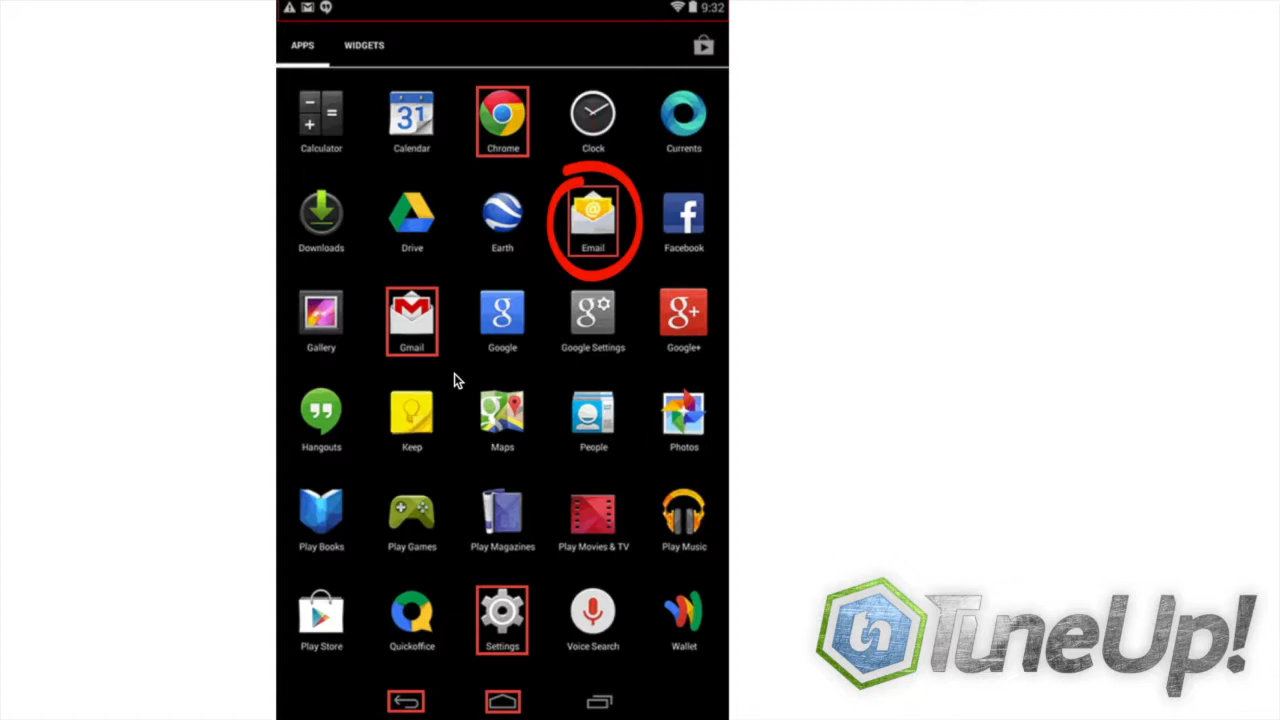 9:32
APPS WIDGETS
31
Calculator Calendar Chrome Clock Currents
@ f
Downloads Drive Earth Email Facebook
M g g g+
Gallery Gmail Google Google Settings Google+
g
Hangouts Keep Maps People Photos
Play Books Play Games Play Magazines Play Movies & TV Play Music
Play Store Quickoffice Settings Voice Search Wallet
tn TuneUp!